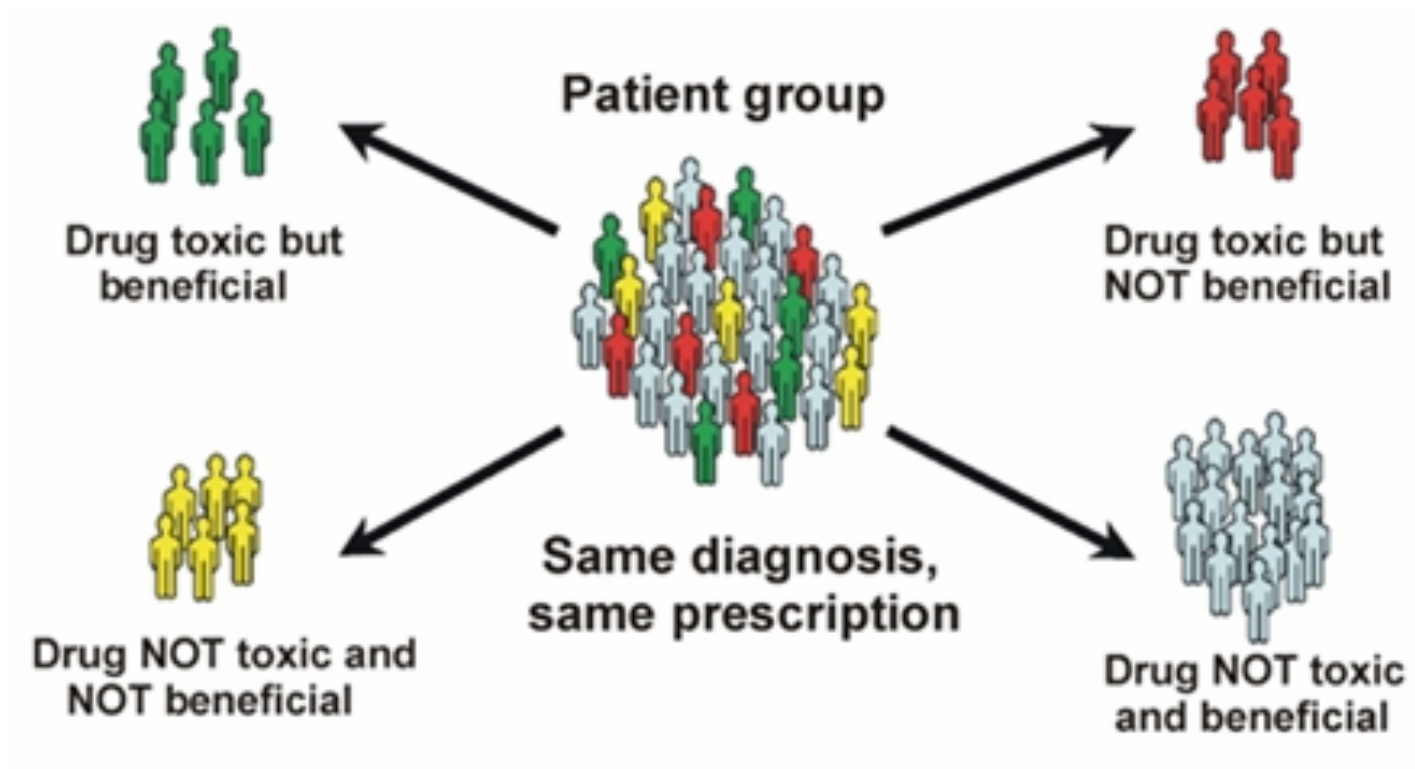 Patient group
Drug toxic but
beneficial
Drug toxic but
NOT beneficial
Same diagnosis,
same prescription
Drug NOT toxic and
NOT beneficial
Drug NOT toxic
and beneficial